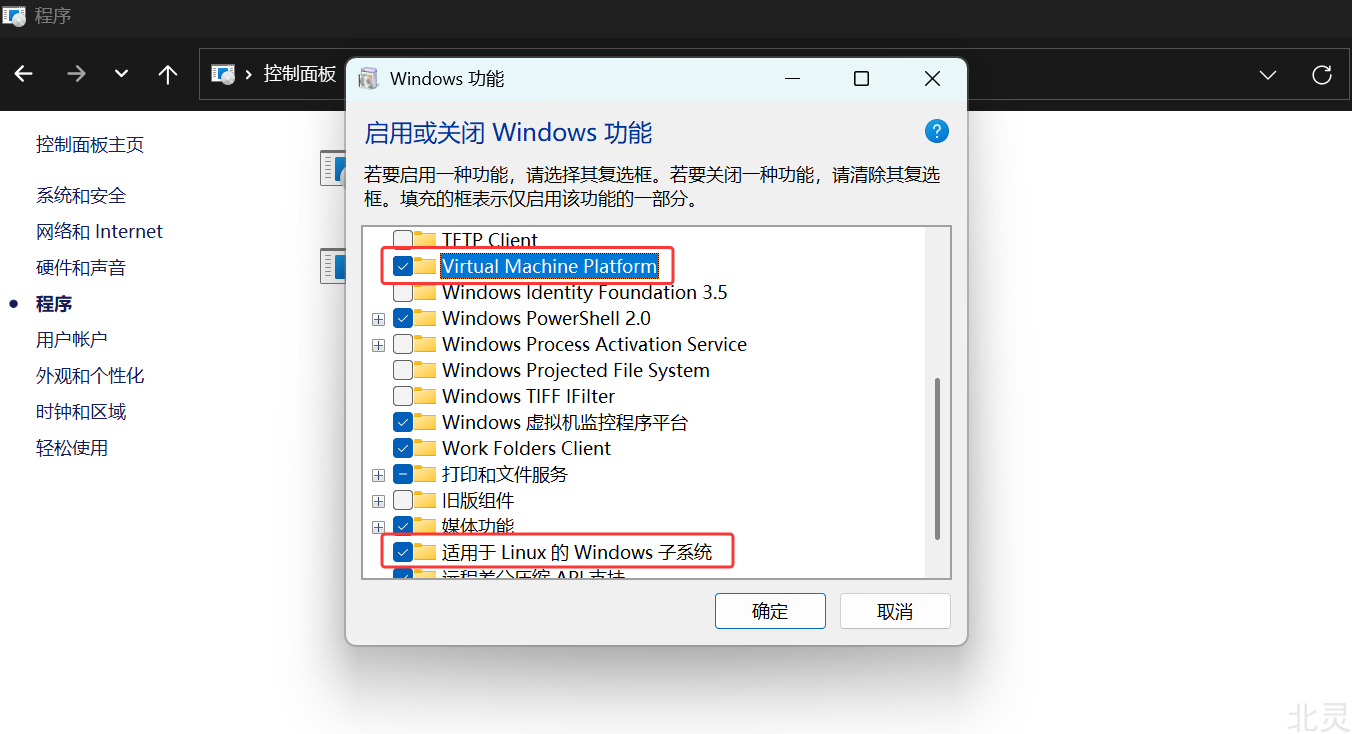 程序
控制面板
Windows 功能
控制面板主页
系统和安全
网络和 Internet
硬件和声音
程序
用户帐户
外观和个性化
时钟和区域
轻松使用
启用或关闭 Windows 功能
若要启用一种功能，请选择其复选框。若要关闭一种功能，请清除其复选
框。填充的框表示仅启用该功能的一部分。
TFTP Client
Virtual Machine Platform
Windows Identity Foundation 3.5
Windows PowerShell 2.0
Windows Process Activation Service
Windows Projected File System
Windows TIFF IFilter
Windows 虚拟机监控程序平台
Work Folders Client
打印和文件服务
旧版组件
媒体功能
适用于 Linux 的 Windows 子系统
远程差分压缩 API 支持
确定
取消
北灵